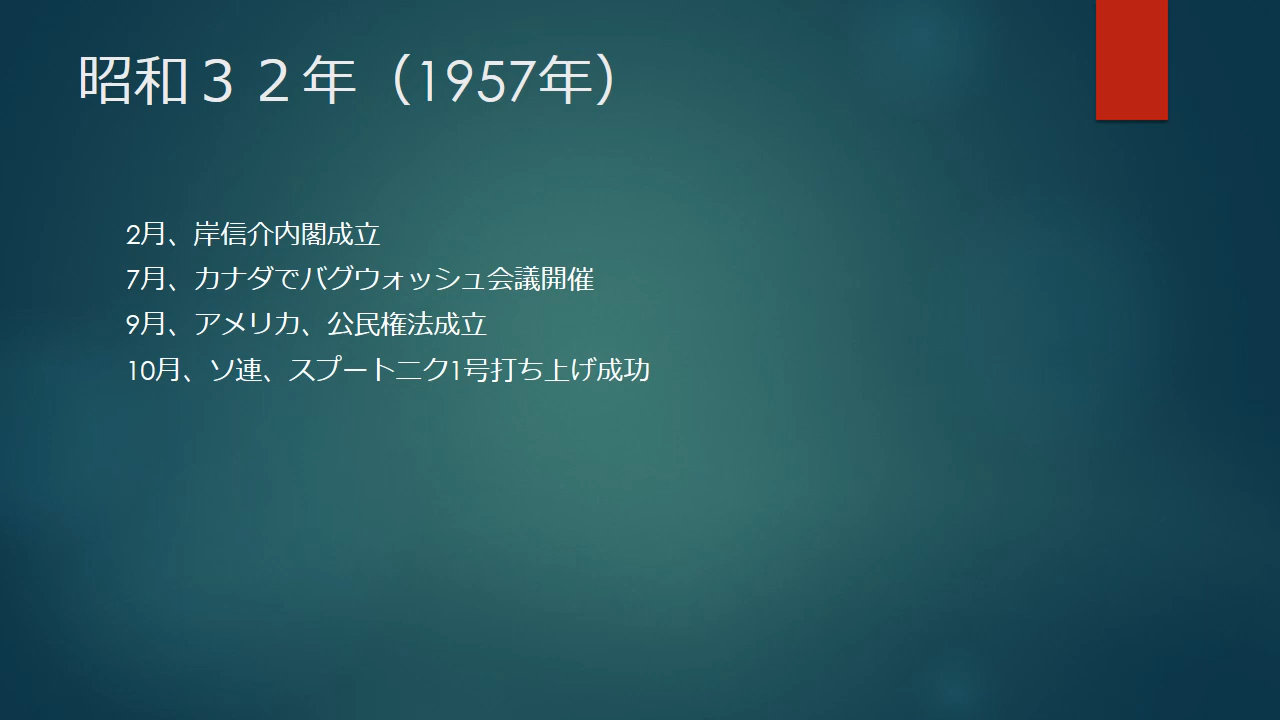 昭和３２年（1957年）
2月、岸信介内閣成立
7月、カナダでバグウォッシュ会議開催
9月、アメリカ、公民権法成立
10月、ソ連、スプートニク1号打ち上げ成功